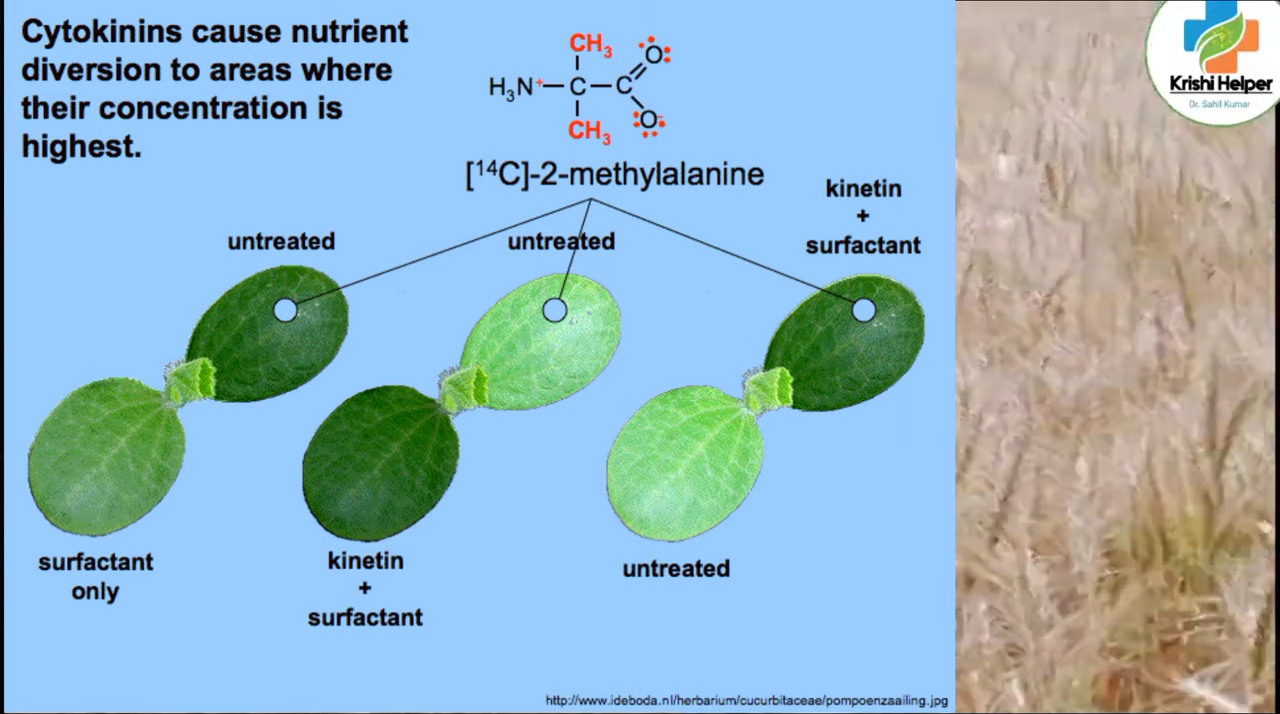 Cytokinins cause nutrient
diversion to areas where
their concentration is
highest.
CH3
H3N+ C C O
O-
CH3
[14C]-2-methylalanine
untreated
untreated
kinetin
+
surfactant
surfactant
only
kinetin
+
surfactant
untreated
http://www.ideboda.nl/herbarium/cucurbitaceae/pompoenzaailing.jpg
Krishi Helper
Dr. Sahil Kumar